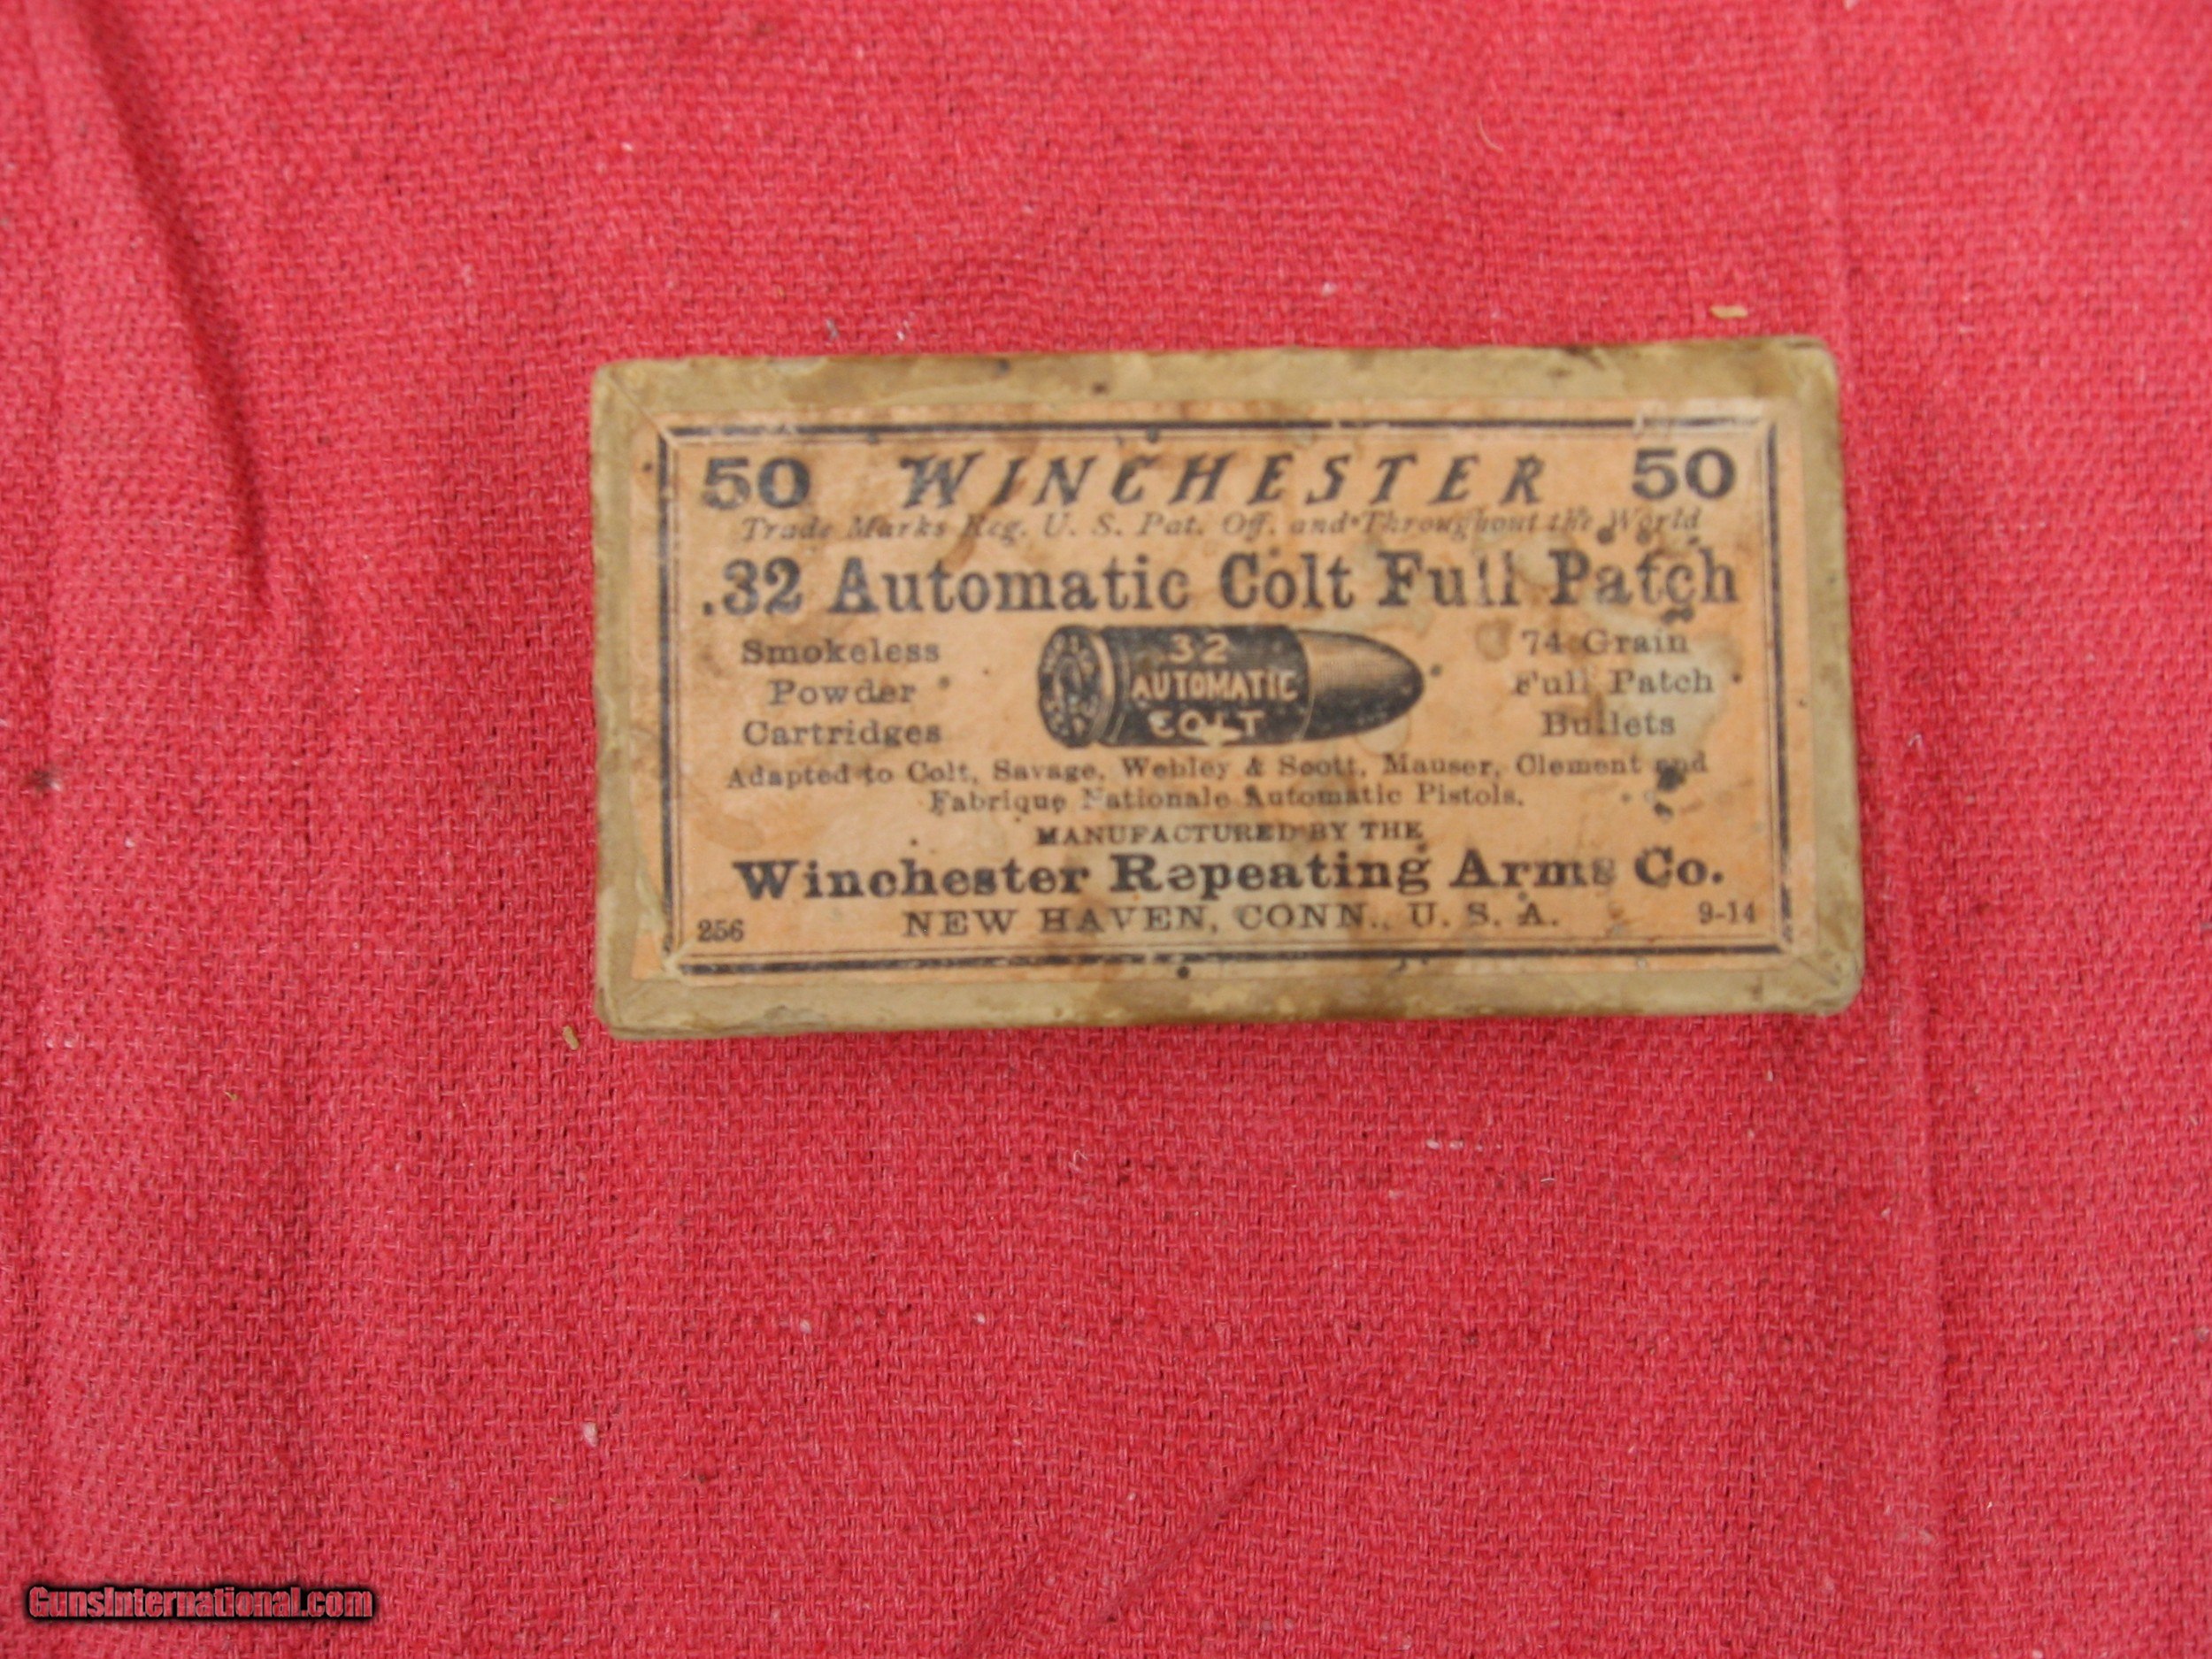 50 WINCHESTER 50
Trade Marks Reg. U. S. Pat. Off. and Throughout the World
.32 Automatic Colt Full Patch
Smokeless
Powder
Cartridges
32
AUTOMATIC
COLT
74 Grain
Full Patch
Bullets
Adapted to Colt, Savage, Webley & Scott, Mauser, Clement and
Fabrique Nationale Automatic Pistols.
MANUFACTURED BY THE
Winchester Repeating Arms Co.
256 NEW HAVEN, CONN., U. S. A. 9-14
GunsInternational.com